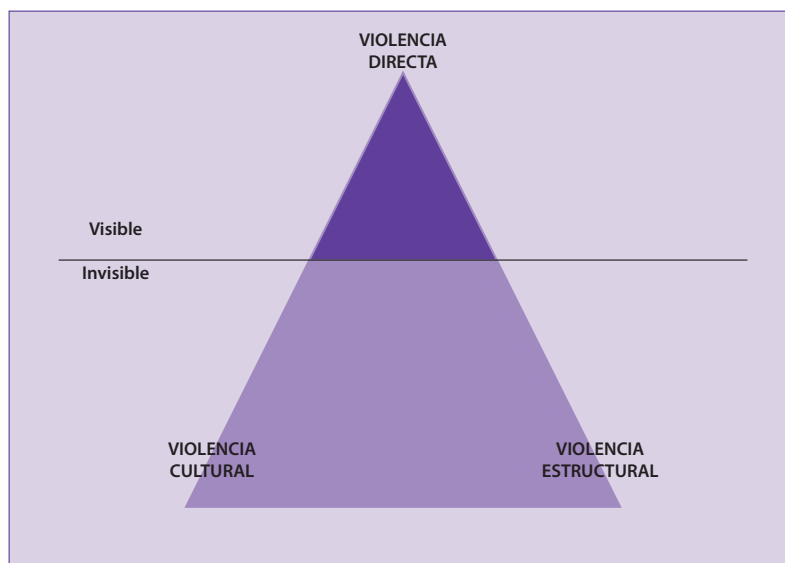 VIOLENCIA
DIRECTA
Visible
Invisible
VIOLENCIA
CULTURAL
VIOLENCIA
ESTRUCTURAL